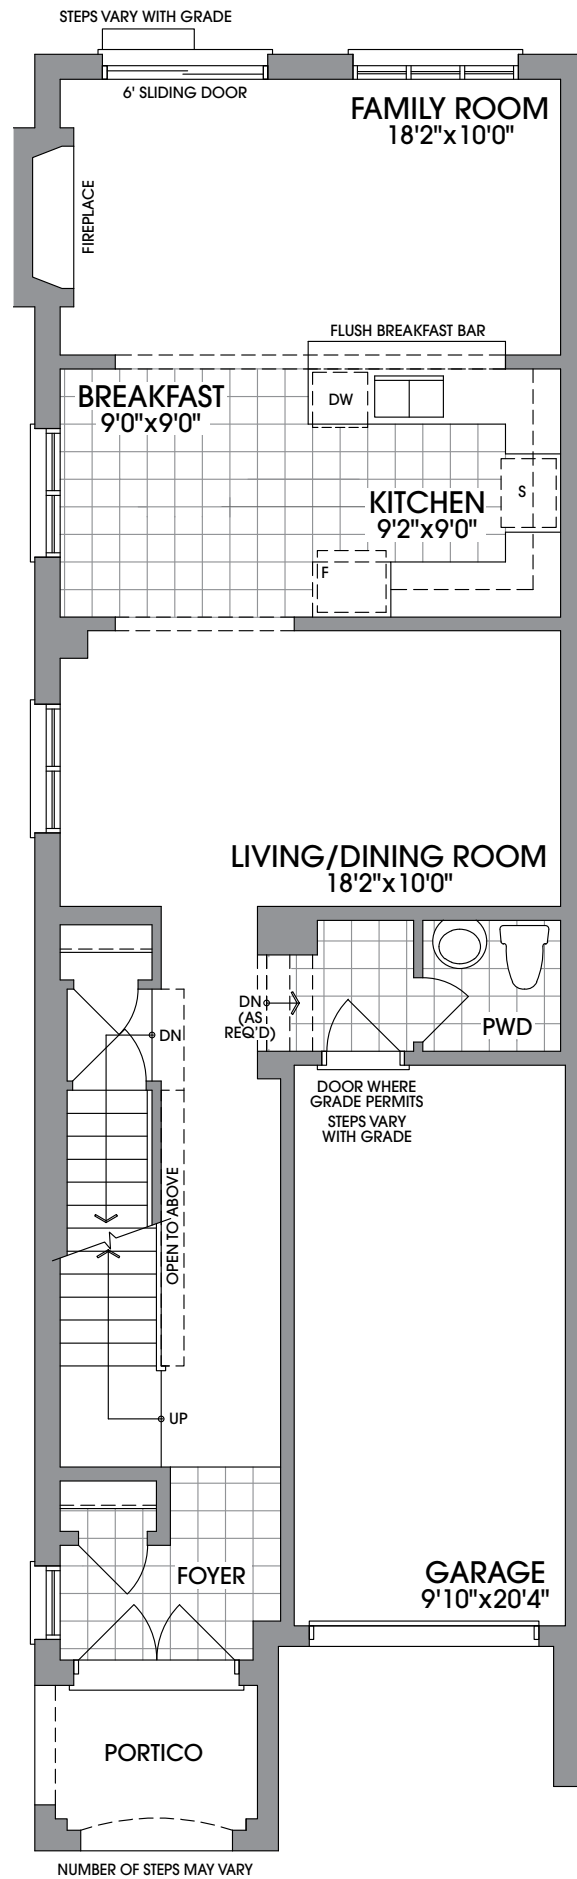 STEPS VARY WITH GRADE
6' SLIDING DOOR
FAMILY ROOM
18'2"x10'0"
FIREPLACE
FLUSH BREAKFAST BAR
BREAKFAST
9'0"x9'0"
DW
S
KITCHEN
9'2"x9'0"
F
LIVING/DINING ROOM
18'2"x10'0"
DN
(AS
REQ'D)
DN
PWD
DOOR WHERE
GRADE PERMITS
STEPS VARY
WITH GRADE
OPEN TO ABOVE
UP
FOYER
GARAGE
9'10"x20'4"
PORTICO
NUMBER OF STEPS MAY VARY